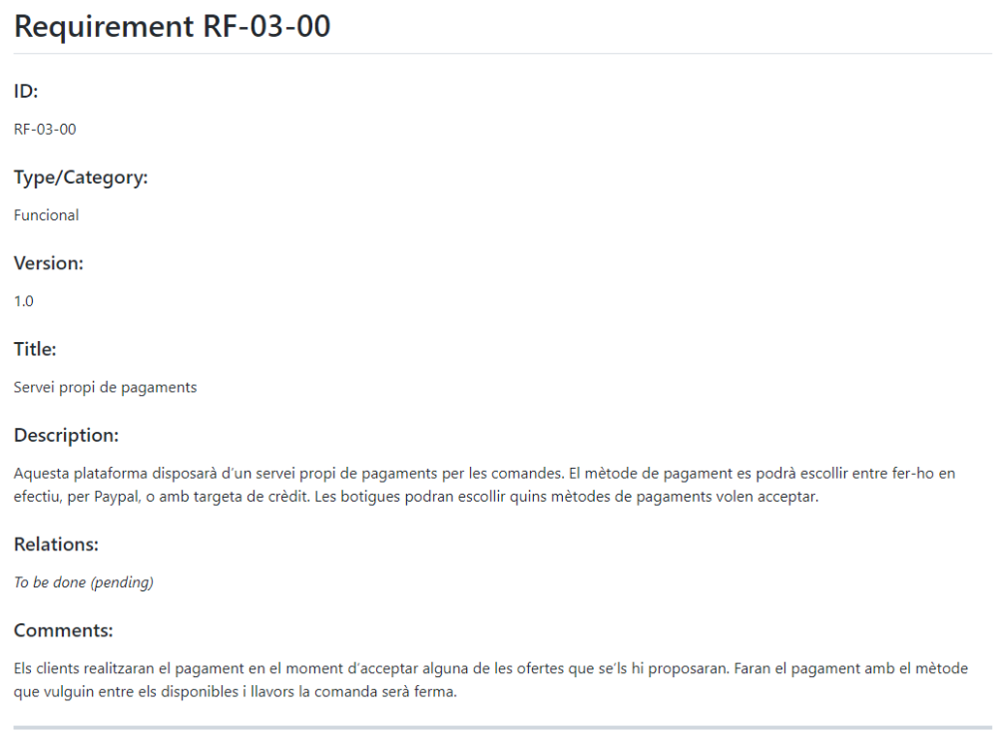 Requirement RF-03-00
ID:
RF-03-00
Type/Category:
Funcional
Version:
1.0
Title:
Servei propi de pagaments
Description:
Aquesta plataforma disposarà d'un servei propi de pagaments per les comandes. El mètode de pagament es podrà escollir entre fer-ho en
efectiu, per Paypal, o amb targeta de crèdit. Les botigues podran escollir quins mètodes de pagaments volen acceptar.
Relations:
To be done (pending)
Comments:
Els clients realitzaran el pagament en el moment d'acceptar alguna de les ofertes que se'ls hi proposaran. Faran el pagament amb el mètode
que vulguin entre els disponibles i llavors la comanda serà ferma.